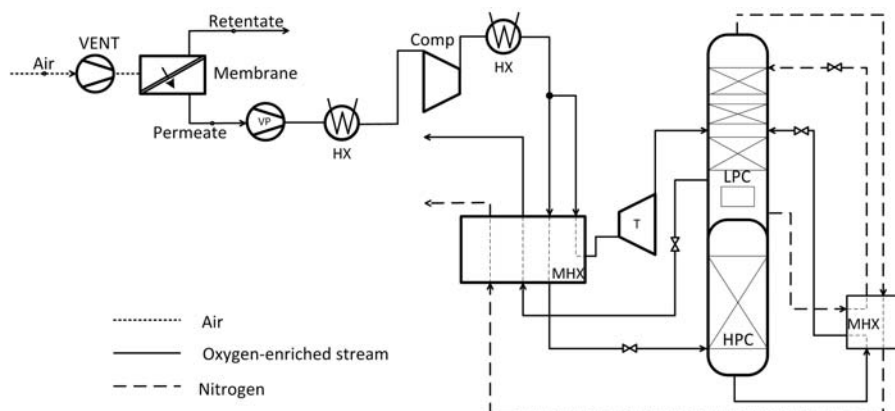 Retentate
VENT
Comp
Air
HX
Membrane
VP
Permeate
HX
LPC
T
MHX
MHX
HPC
Air
Oxygen-enriched stream
Nitrogen